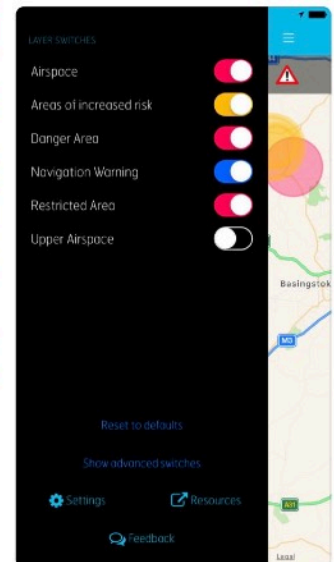 LAYER SWITCHES
Airspace
Areas of increased risk
Danger Area
Navigation Warning
Restricted Area
Upper Airspace
Basingstok
M3
Reset to defaults
Show advanced switches
Settings
Resources
A31
Feedback
Legal